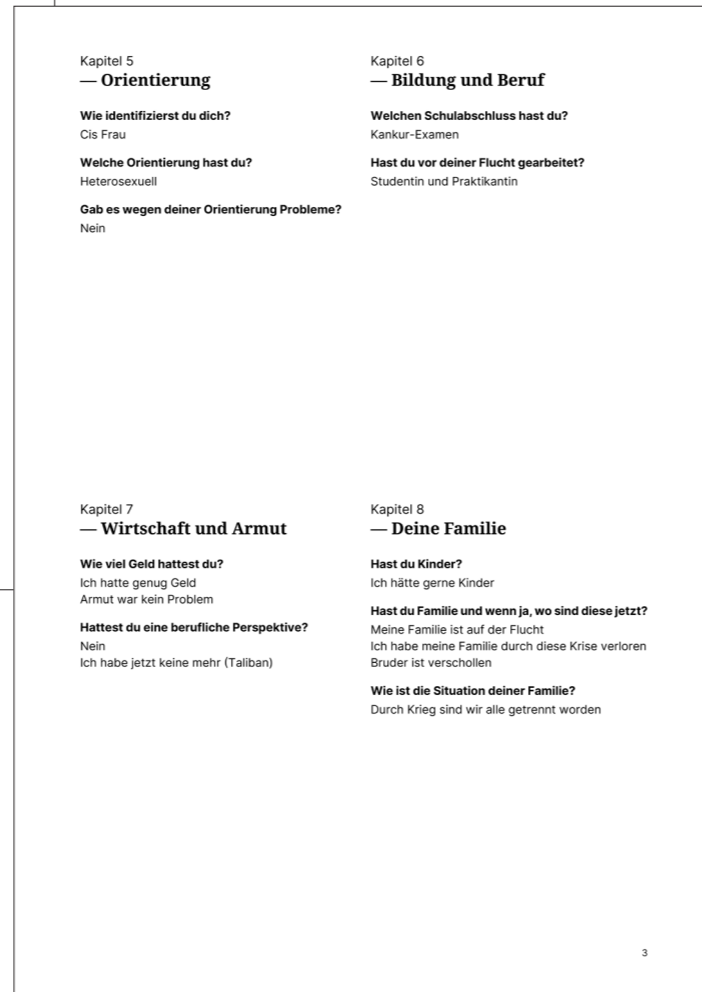 Kapitel 5
— Orientierung
Wie identifizierst du dich?
Cis Frau
Welche Orientierung hast du?
Heterosexuell
Gab es wegen deiner Orientierung Probleme?
Nein
Kapitel 6
— Bildung und Beruf
Welchen Schulabschluss hast du?
Kankur-Examen
Hast du vor deiner Flucht gearbeitet?
Studentin und Praktikantin
Kapitel 7
— Wirtschaft und Armut
Wie viel Geld hattest du?
Ich hatte genug Geld
Armut war kein Problem
Hattest du eine berufliche Perspektive?
Nein
Ich habe jetzt keine mehr (Taliban)
Kapitel 8
— Deine Familie
Hast du Kinder?
Ich hätte gerne Kinder
Hast du Familie und wenn ja, wo sind diese jetzt?
Meine Familie ist auf der Flucht
Ich habe meine Familie durch diese Krise verloren
Bruder ist verschollen
Wie ist die Situation deiner Familie?
Durch Krieg sind wir alle getrennt worden
3